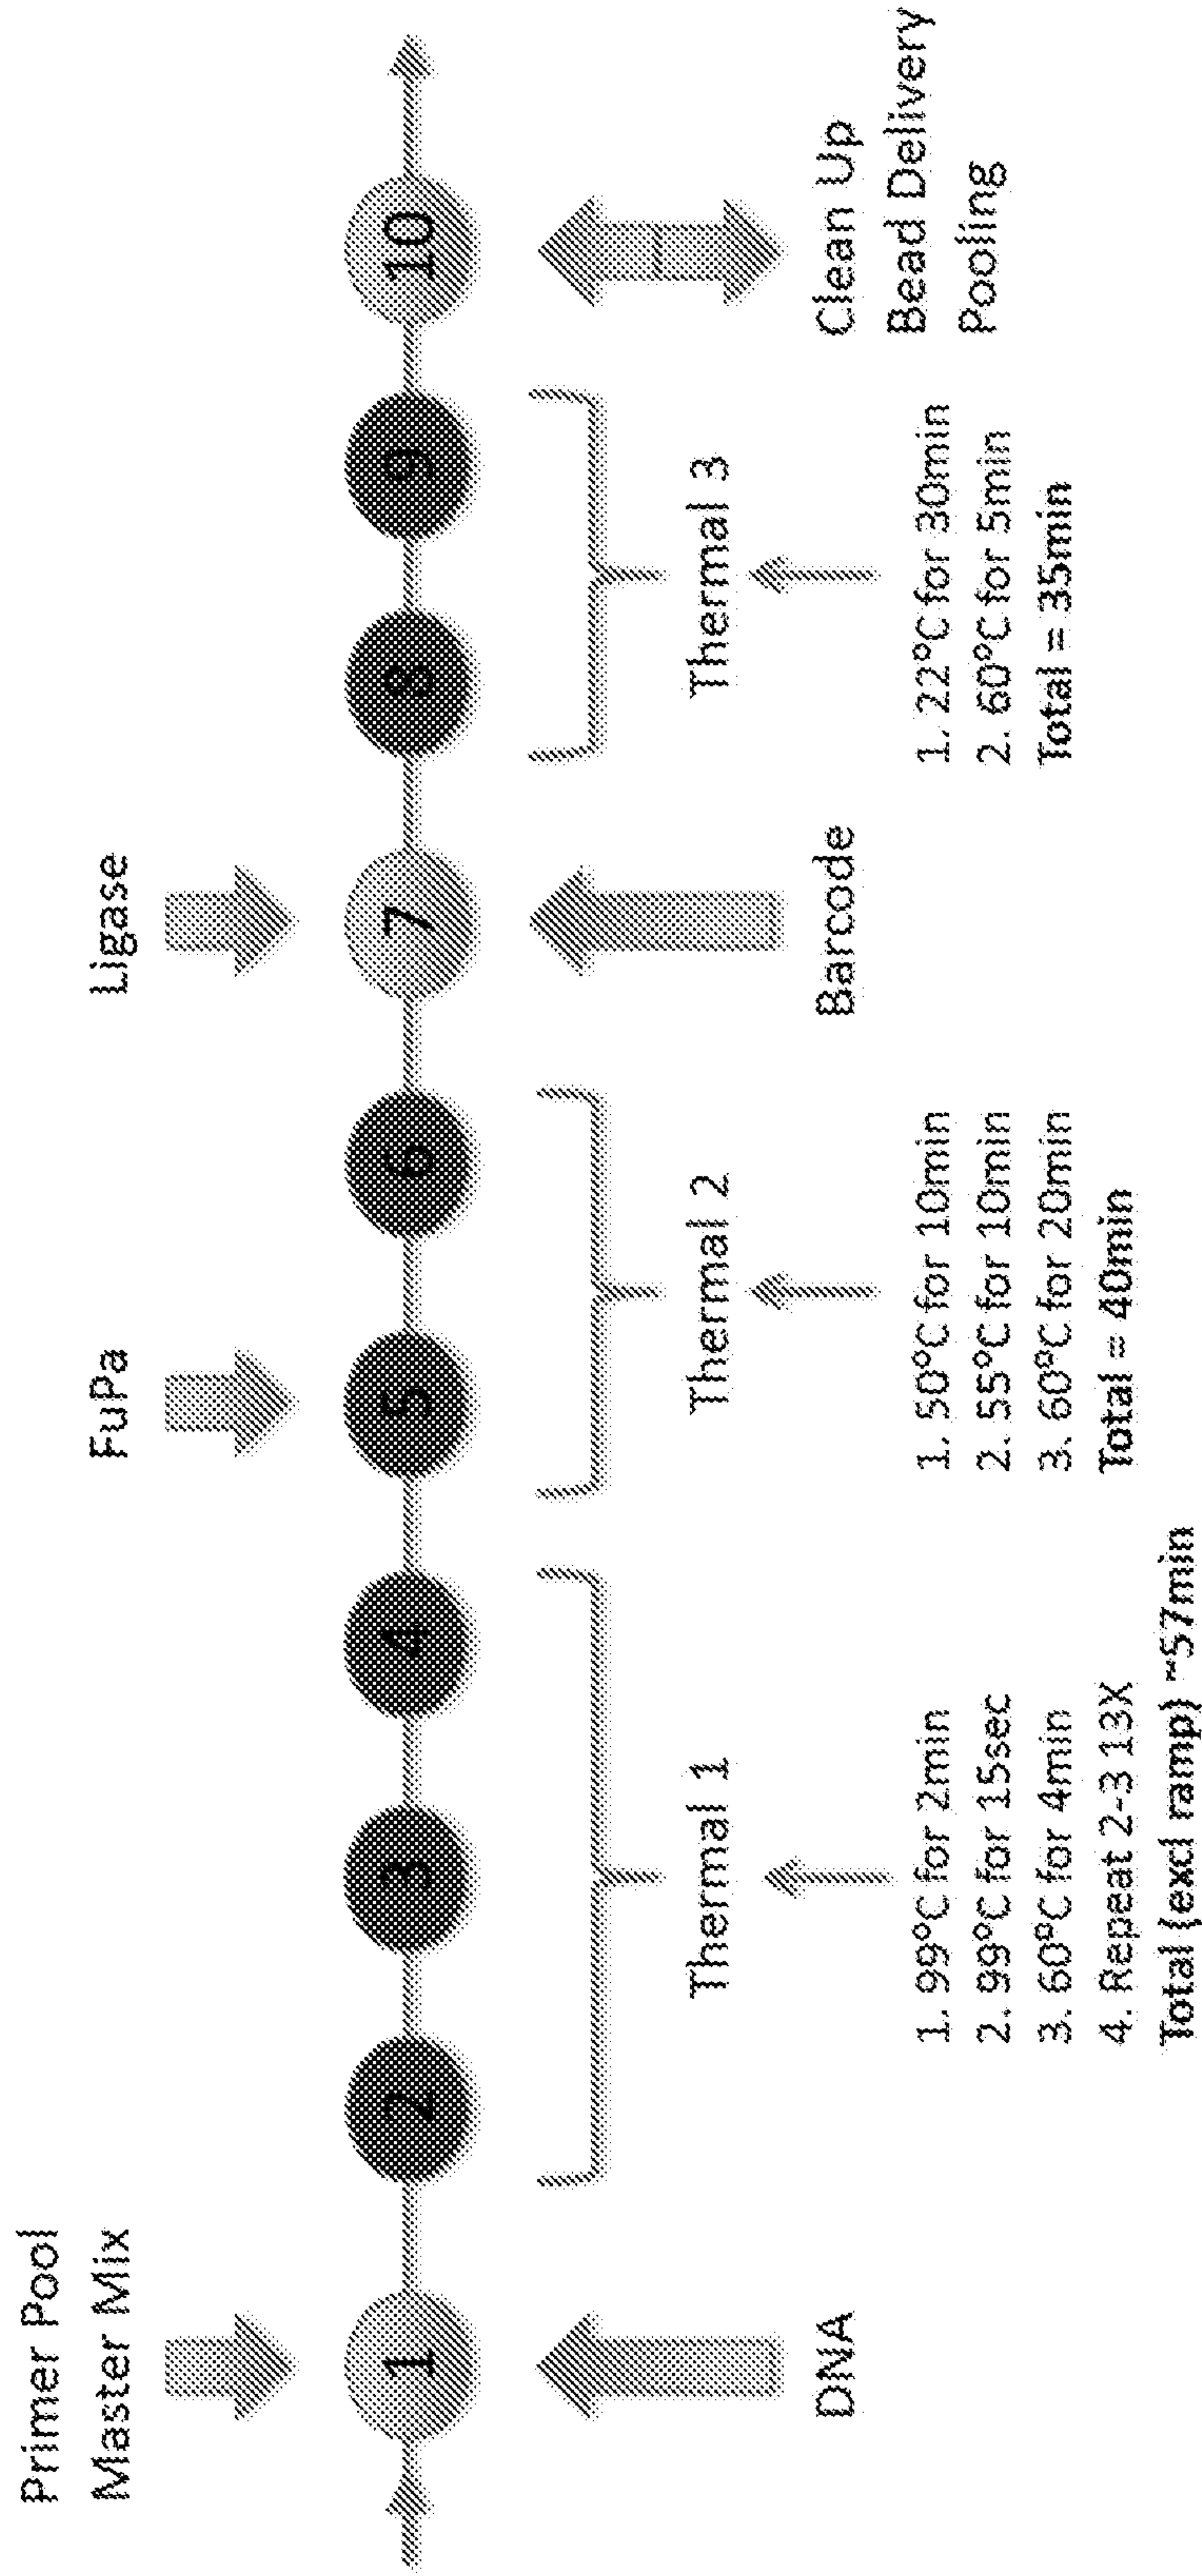 Primer Pool
Master Mix
FuPa
Ligase
1
2
3
4
5
6
7
8
9
10
DNA
Thermal 1
1. 99°C for 2min
2. 99°C for 15sec
3. 60°C for 4min
4. Repeat 2-3 13X
Total (excl ramp) ~57min
Thermal 2
1. 50°C for 10min
2. 55°C for 10min
3. 60°C for 20min
Total = 40min
Barcode
Thermal 3
1. 22°C for 30min
2. 60°C for 5min
Total = 35min
Clean Up
Bead Delivery
Pooling